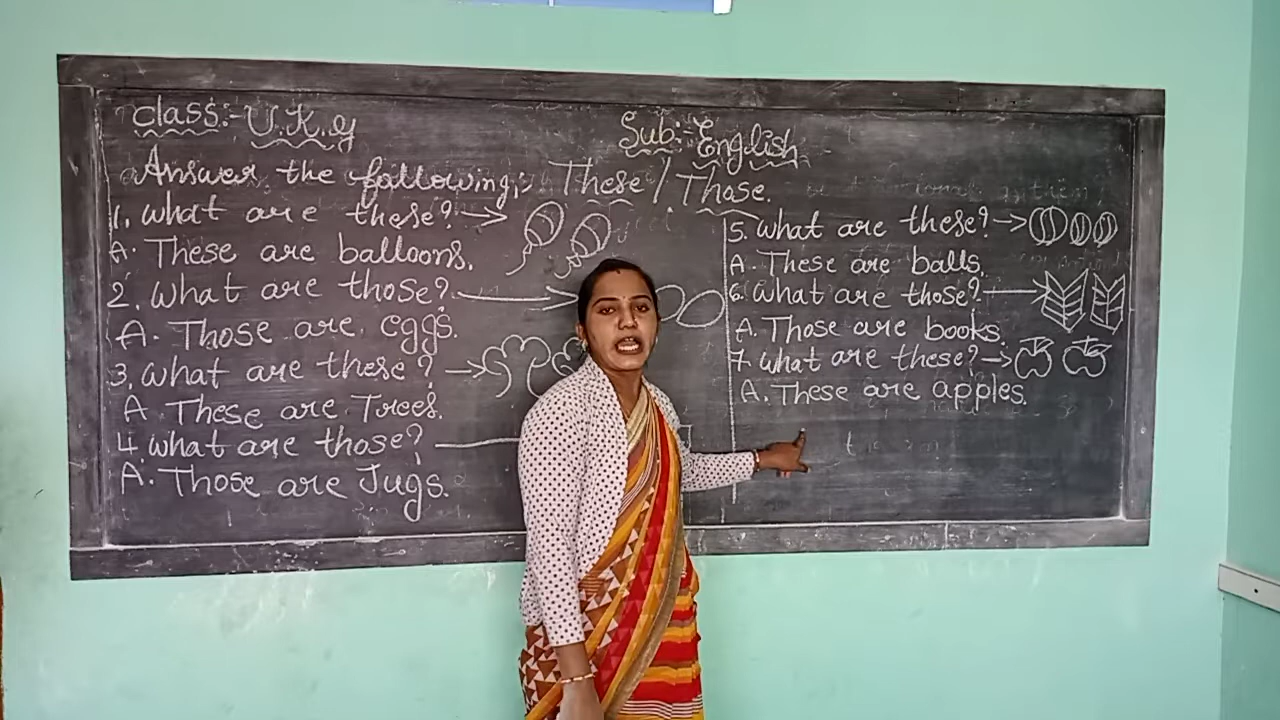 Class:- U.K.g
Sub:- English
Answer the following:- These / Those.
1. What are these?
A. These are balloons.
2. What are those?
A. Those are eggs.
3. What are these?
A. These are Trees.
4. What are those?
A. Those are Jugs.
5. What are these?
A. These are balls.
6. What are those?
A. Those are books.
7. What are these?
A. These are apples.